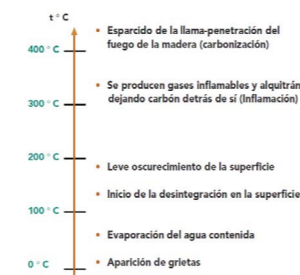 t ° C
400 ° C
• Esparcido de la llama-penetración del
fuego de la madera (carbonización)
• Se producen gases inflamables y alquitrán
dejando carbón detrás de sí (Inflamación)
300 ° C
200 ° C
• Leve oscurecimiento de la superficie
• Inicio de la desintegración en la superficie
100 ° C
• Evaporación del agua contenida
0 ° C
• Aparición de grietas